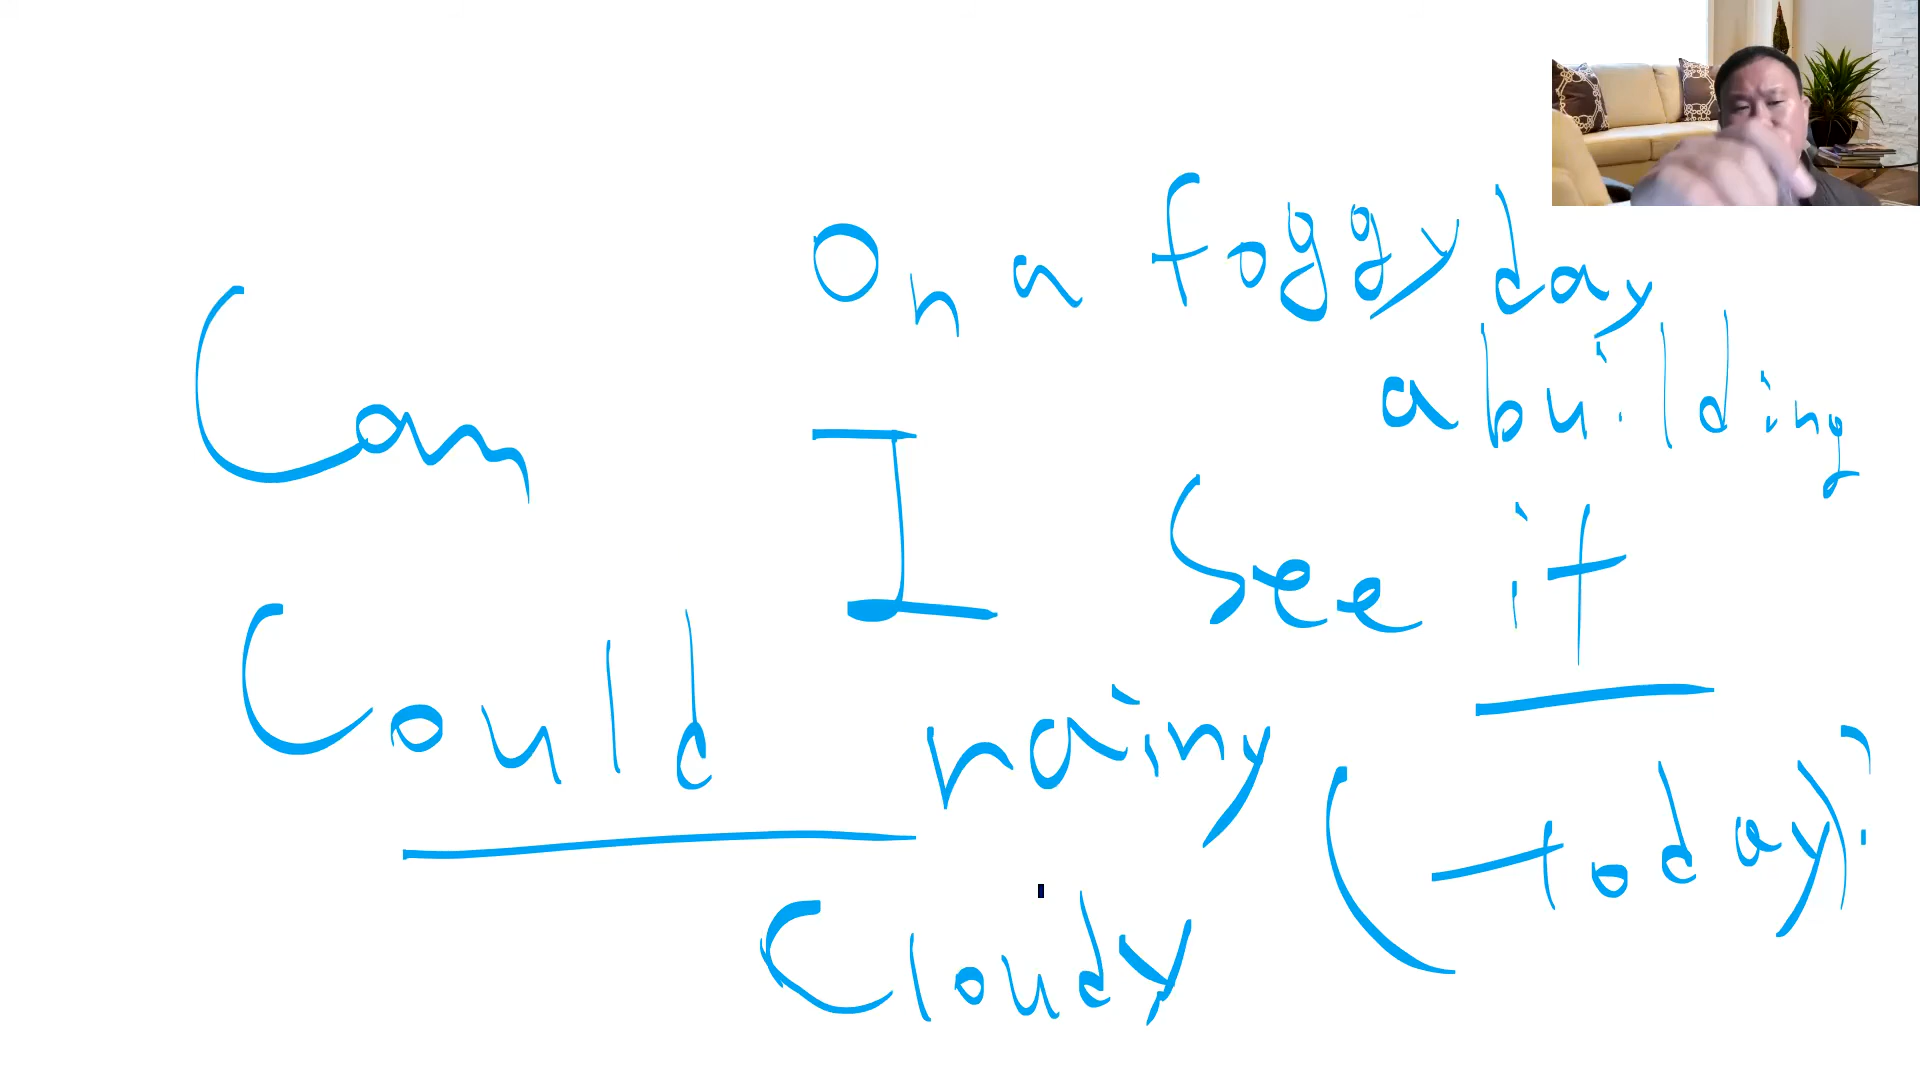 On a foggy day
a building
Can I see it
Could rainy (today)?
Cloudy